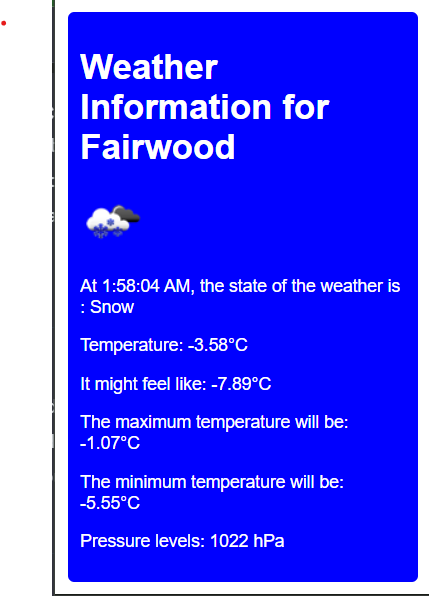 Weather
Information for
Fairwood
At 1:58:04 AM, the state of the weather is
: Snow
Temperature: -3.58°C
It might feel like: -7.89°C
The maximum temperature will be:
-1.07°C
The minimum temperature will be:
-5.55°C
Pressure levels: 1022 hPa